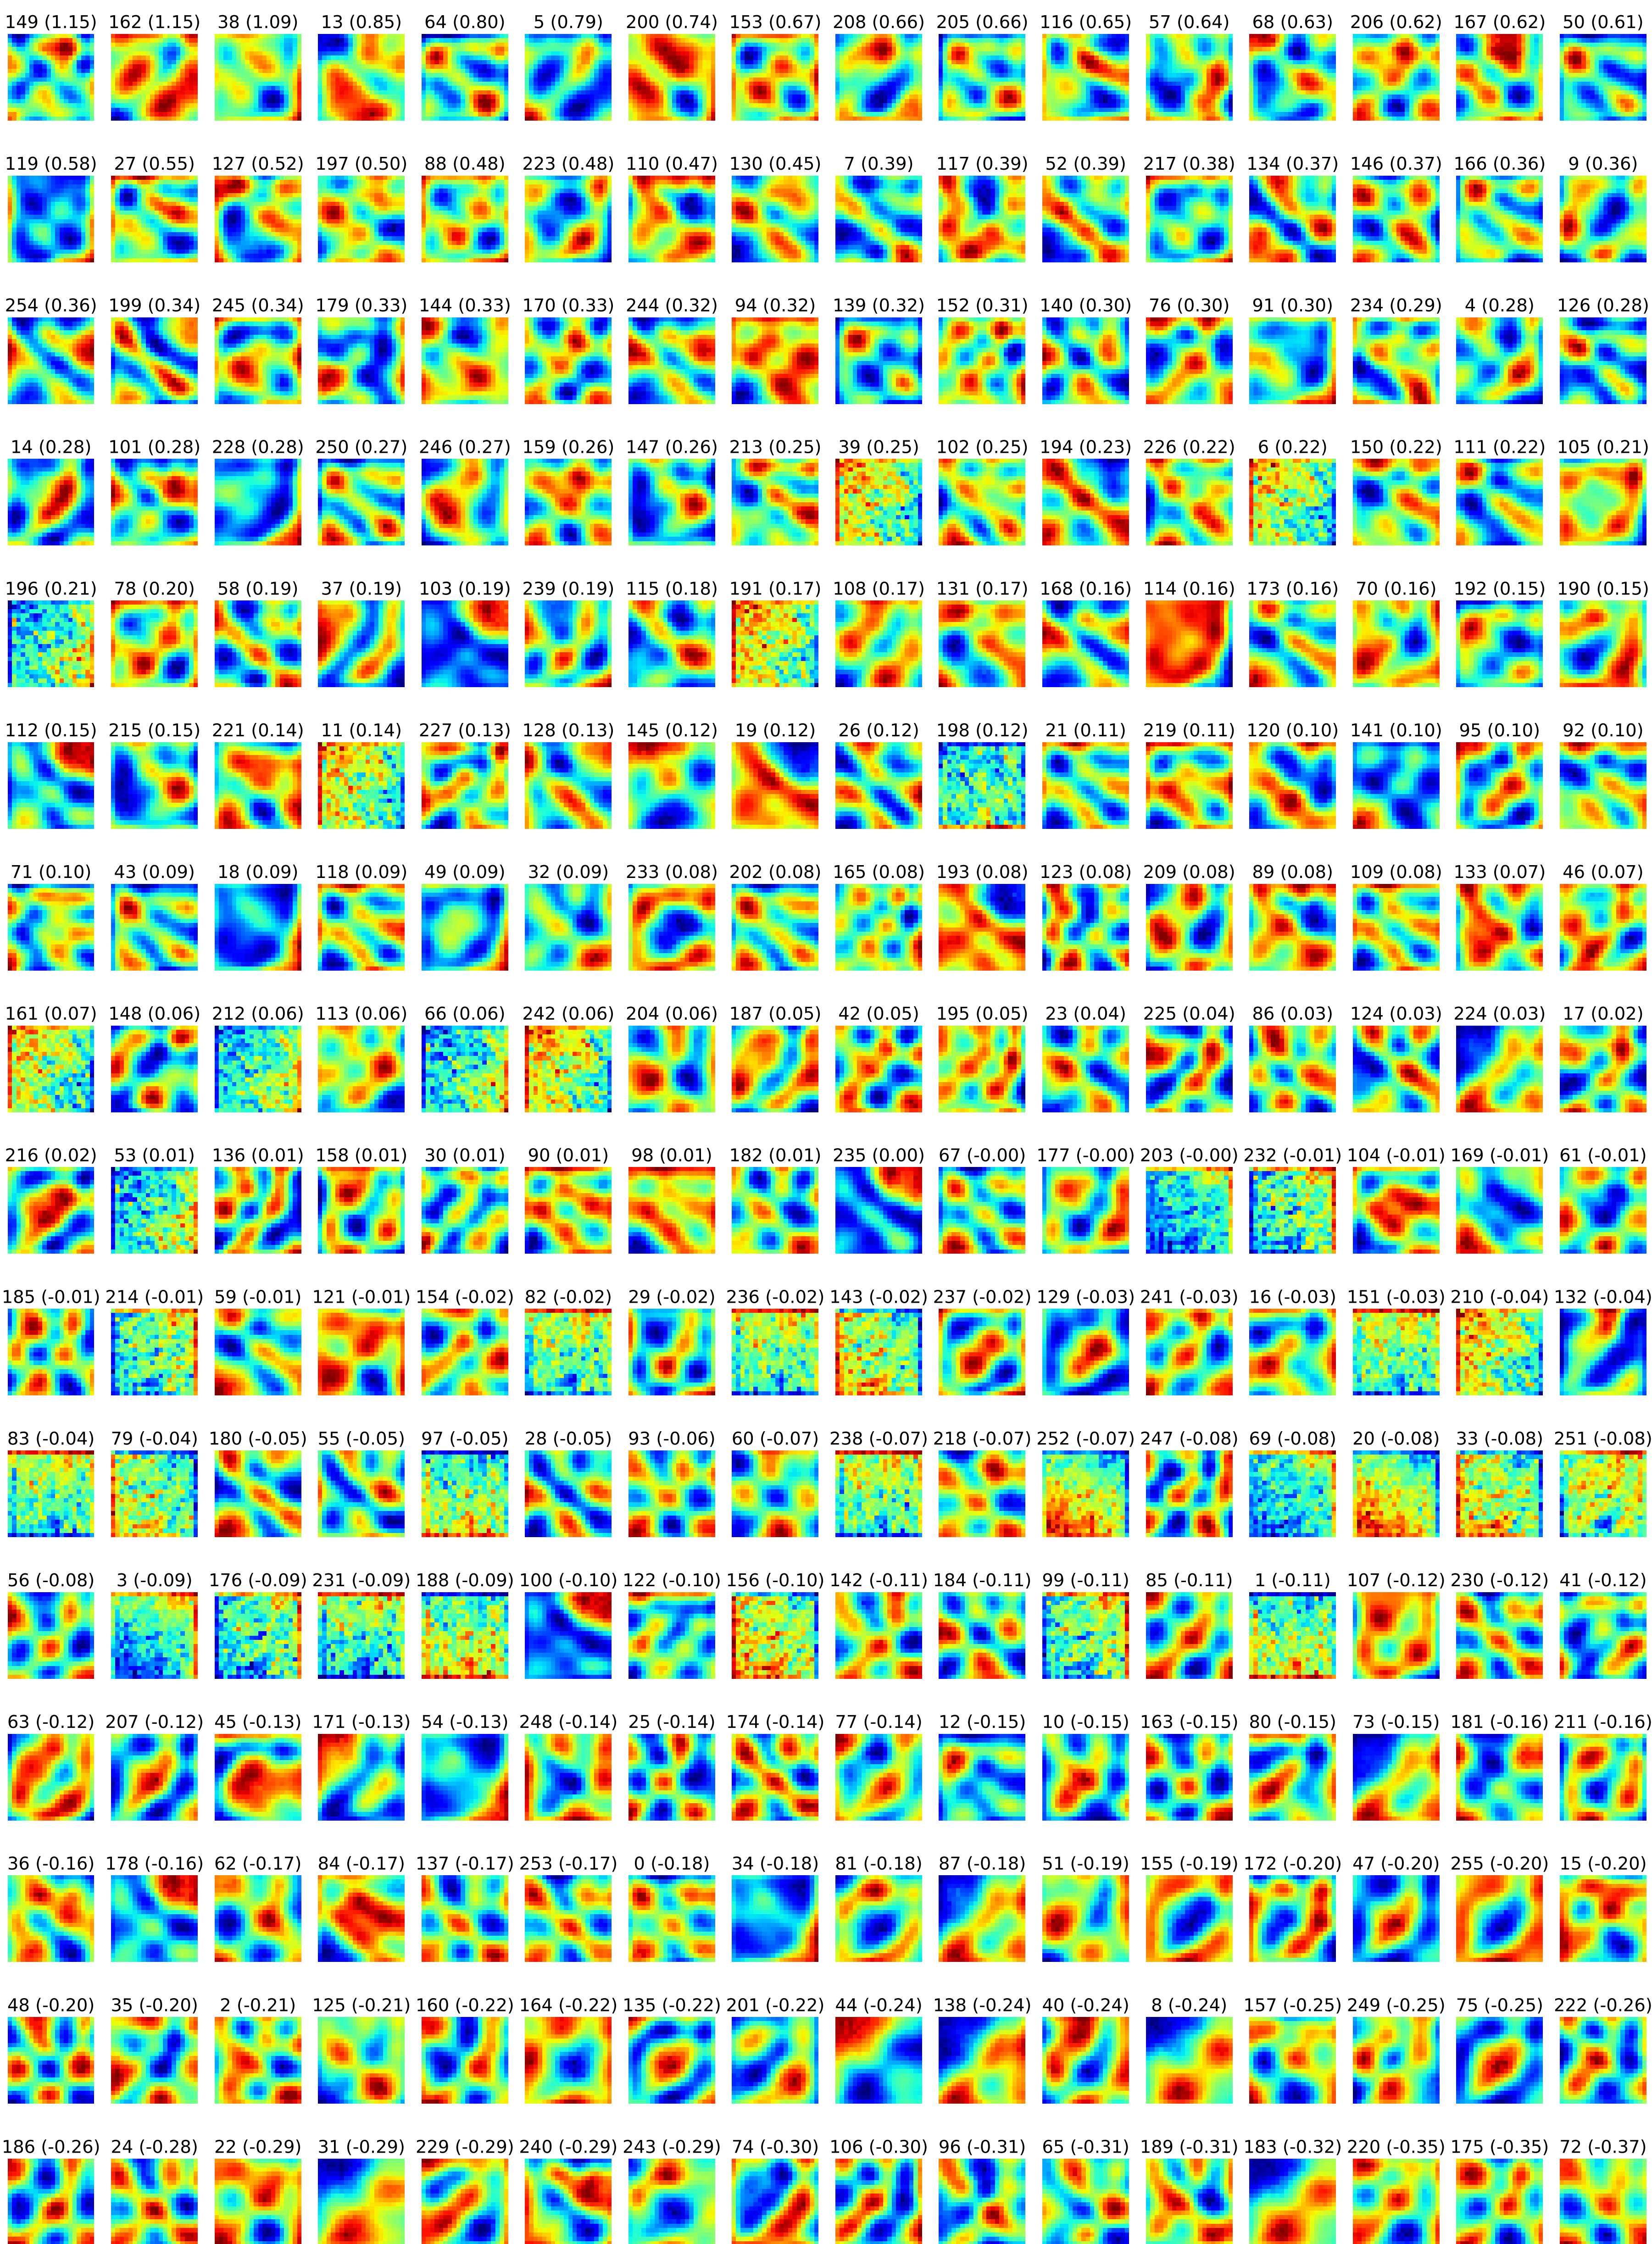 149 (1.15) 162 (1.15) 38 (1.09) 13 (0.85) 64 (0.80) 5 (0.79) 200 (0.74) 153 (0.67) 208 (0.66) 205 (0.66) 116 (0.65) 57 (0.64) 68 (0.63) 206 (0.62) 167 (0.62) 50 (0.61)
119 (0.58) 27 (0.55) 127 (0.52) 197 (0.50) 88 (0.48) 223 (0.48) 110 (0.47) 130 (0.45) 7 (0.39) 117 (0.39) 52 (0.39) 217 (0.38) 134 (0.37) 146 (0.37) 166 (0.36) 9 (0.36)
254 (0.36) 199 (0.34) 245 (0.34) 179 (0.33) 144 (0.33) 170 (0.33) 244 (0.32) 94 (0.32) 139 (0.32) 152 (0.31) 140 (0.30) 76 (0.30) 91 (0.30) 234 (0.29) 4 (0.28) 126 (0.28)
14 (0.28) 101 (0.28) 228 (0.28) 250 (0.27) 246 (0.27) 159 (0.26) 147 (0.26) 213 (0.25) 39 (0.25) 102 (0.25) 194 (0.23) 226 (0.22) 6 (0.22) 150 (0.22) 111 (0.22) 105 (0.21)
196 (0.21) 78 (0.20) 58 (0.19) 37 (0.19) 103 (0.19) 239 (0.19) 115 (0.18) 191 (0.17) 108 (0.17) 131 (0.17) 168 (0.16) 114 (0.16) 173 (0.16) 70 (0.16) 192 (0.15) 190 (0.15)
112 (0.15) 215 (0.15) 221 (0.14) 11 (0.14) 227 (0.13) 128 (0.13) 145 (0.12) 19 (0.12) 26 (0.12) 198 (0.12) 21 (0.11) 219 (0.11) 120 (0.10) 141 (0.10) 95 (0.10) 92 (0.10)
71 (0.10) 43 (0.09) 18 (0.09) 118 (0.09) 49 (0.09) 32 (0.09) 233 (0.08) 202 (0.08) 165 (0.08) 193 (0.08) 123 (0.08) 209 (0.08) 89 (0.08) 109 (0.08) 133 (0.07) 46 (0.07)
161 (0.07) 148 (0.06) 212 (0.06) 113 (0.06) 66 (0.06) 242 (0.06) 204 (0.06) 187 (0.05) 42 (0.05) 195 (0.05) 23 (0.04) 225 (0.04) 86 (0.03) 124 (0.03) 224 (0.03) 17 (0.02)
216 (0.02) 53 (0.01) 136 (0.01) 158 (0.01) 30 (0.01) 90 (0.01) 98 (0.01) 182 (0.01) 235 (0.00) 67 (-0.00) 177 (-0.00) 203 (-0.00) 232 (-0.01) 104 (-0.01) 169 (-0.01) 61 (-0.01)
185 (-0.01) 214 (-0.01) 59 (-0.01) 121 (-0.01) 154 (-0.02) 82 (-0.02) 29 (-0.02) 236 (-0.02) 143 (-0.02) 237 (-0.02) 129 (-0.03) 241 (-0.03) 16 (-0.03) 151 (-0.03) 210 (-0.04) 132 (-0.04)
83 (-0.04) 79 (-0.04) 180 (-0.05) 55 (-0.05) 97 (-0.05) 28 (-0.05) 93 (-0.06) 60 (-0.07) 238 (-0.07) 218 (-0.07) 252 (-0.07) 247 (-0.08) 69 (-0.08) 20 (-0.08) 33 (-0.08) 251 (-0.08)
56 (-0.08) 3 (-0.09) 176 (-0.09) 231 (-0.09) 188 (-0.09) 100 (-0.10) 122 (-0.10) 156 (-0.10) 142 (-0.11) 184 (-0.11) 99 (-0.11) 85 (-0.11) 1 (-0.11) 107 (-0.12) 230 (-0.12) 41 (-0.12)
63 (-0.12) 207 (-0.12) 45 (-0.13) 171 (-0.13) 54 (-0.13) 248 (-0.14) 25 (-0.14) 174 (-0.14) 77 (-0.14) 12 (-0.15) 10 (-0.15) 163 (-0.15) 80 (-0.15) 73 (-0.15) 181 (-0.16) 211 (-0.16)
36 (-0.16) 178 (-0.16) 62 (-0.17) 84 (-0.17) 137 (-0.17) 253 (-0.17) 0 (-0.18) 34 (-0.18) 81 (-0.18) 87 (-0.18) 51 (-0.19) 155 (-0.19) 172 (-0.20) 47 (-0.20) 255 (-0.20) 15 (-0.20)
48 (-0.20) 35 (-0.20) 2 (-0.21) 125 (-0.21) 160 (-0.22) 164 (-0.22) 135 (-0.22) 201 (-0.22) 44 (-0.24) 138 (-0.24) 40 (-0.24) 8 (-0.24) 157 (-0.25) 249 (-0.25) 75 (-0.25) 222 (-0.26)
186 (-0.26) 24 (-0.28) 22 (-0.29) 31 (-0.29) 229 (-0.29) 240 (-0.29) 243 (-0.29) 74 (-0.30) 106 (-0.30) 96 (-0.31) 65 (-0.31) 189 (-0.31) 183 (-0.32) 220 (-0.35) 175 (-0.35) 72 (-0.37)